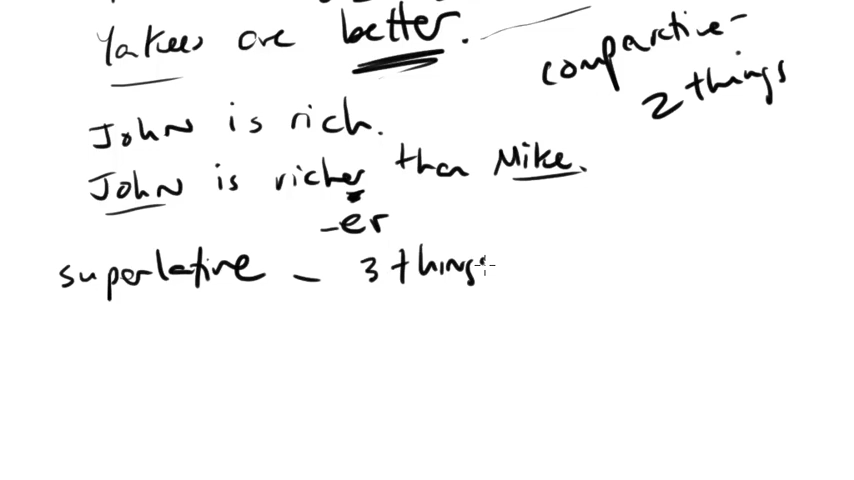 Yakees are better.
comparative -
2 things
John is rich.
John is richer than Mike.
-er
superlative - 3 things